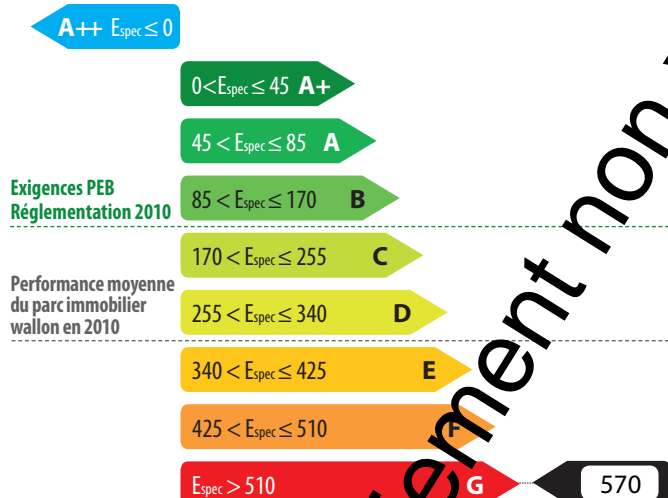 A++ Espec ≤ 0
0<Espec ≤ 45 A+
45 < Espec ≤ 85 A
Exigences PEB
Réglementation 2010
85 < Espec ≤ 170 B
170 < Espec ≤ 255 C
Performance moyenne
du parc immobilier
wallon en 2010
255 < Espec ≤ 340 D
340 < Espec ≤ 425 E
425 < Espec ≤ 510 F
Espec > 510 G 570
non